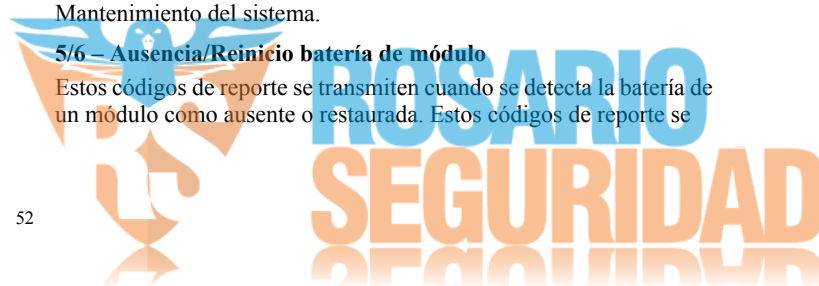 Mantenimiento del sistema.
5/6 – Ausencia/Reinicio batería de módulo
Estos códigos de reporte se transmiten cuando se detecta la batería de
un módulo como ausente o restaurada. Estos códigos de reporte se
ROSARIO
SEGURIDAD
RS
52